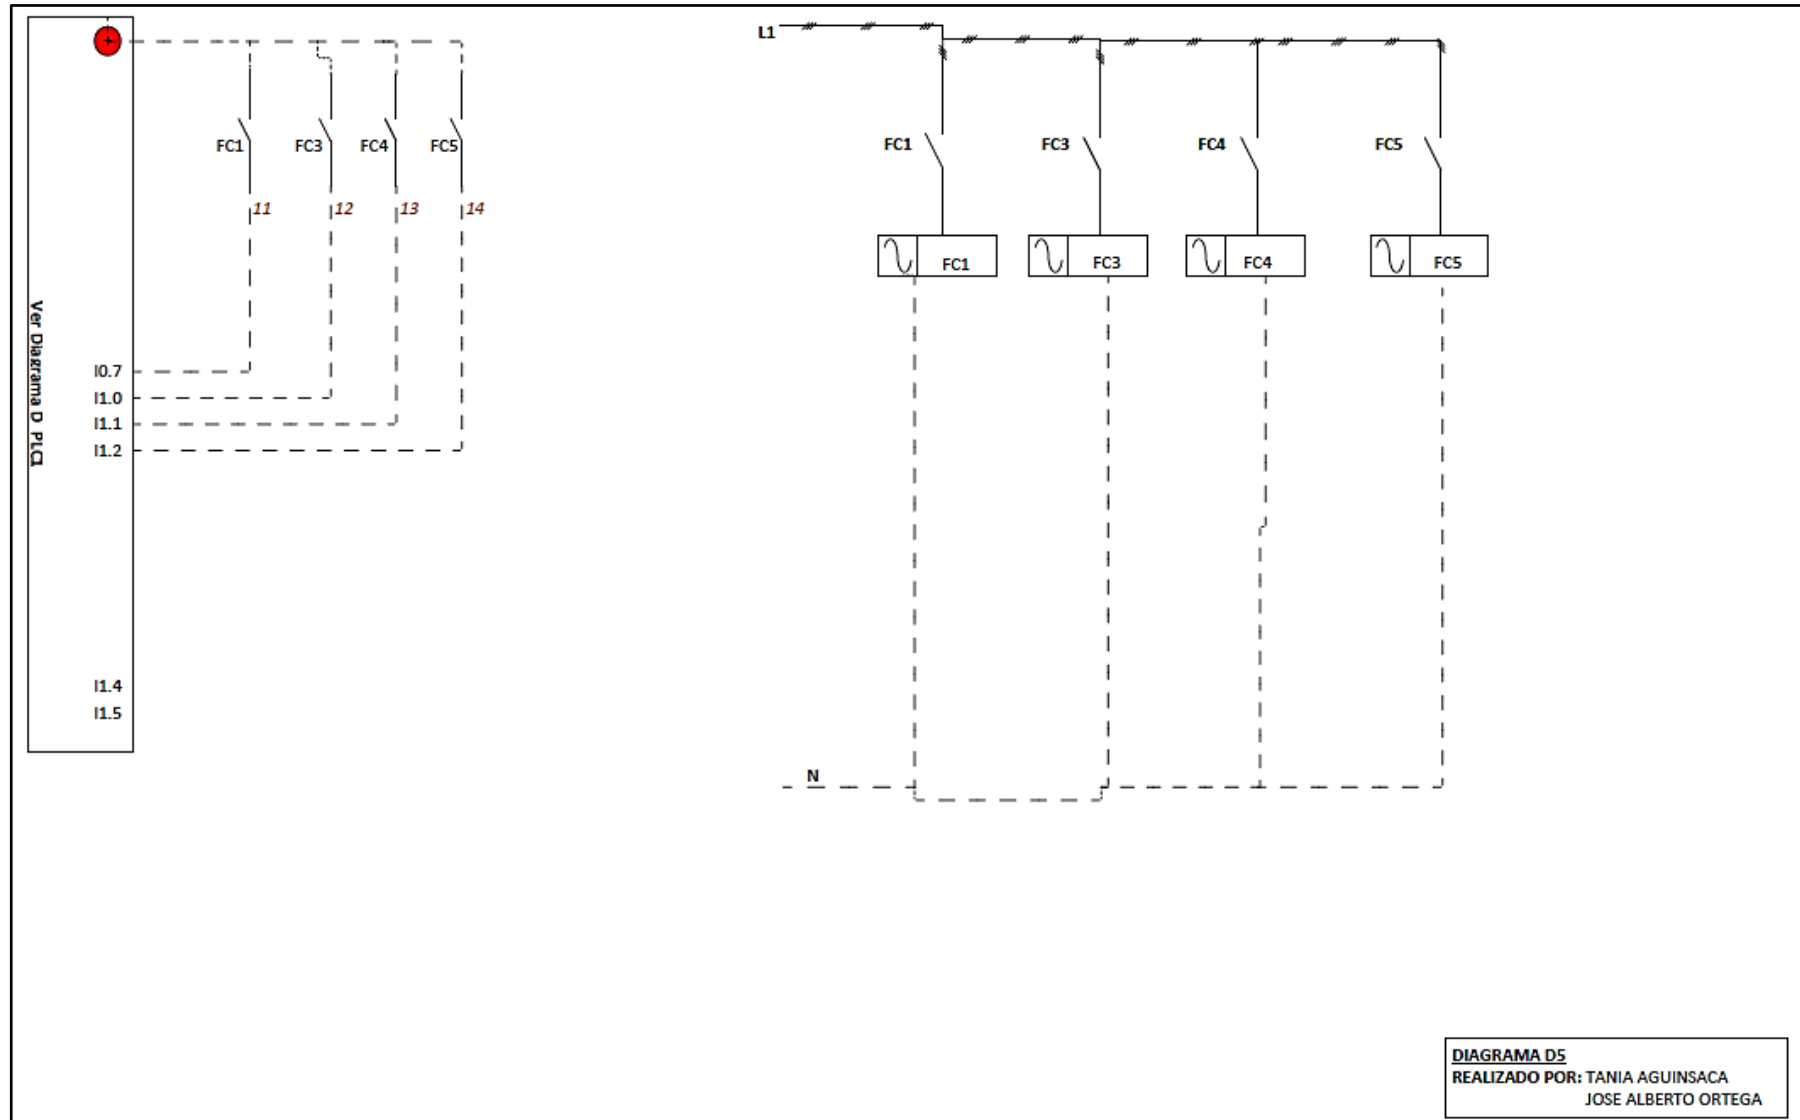 L1
FC1 FC3 FC4 FC5
FC1 FC3 FC4 FC5
11 12 13 14
FC1 FC3 FC4 FC5
Ver Diagrama D PLC1
I0.7
I1.0
I1.1
I1.2
I1.4
I1.5
N
DIAGRAMA D5
REALIZADO POR: TANIA AGUINSACA
JOSE ALBERTO ORTEGA